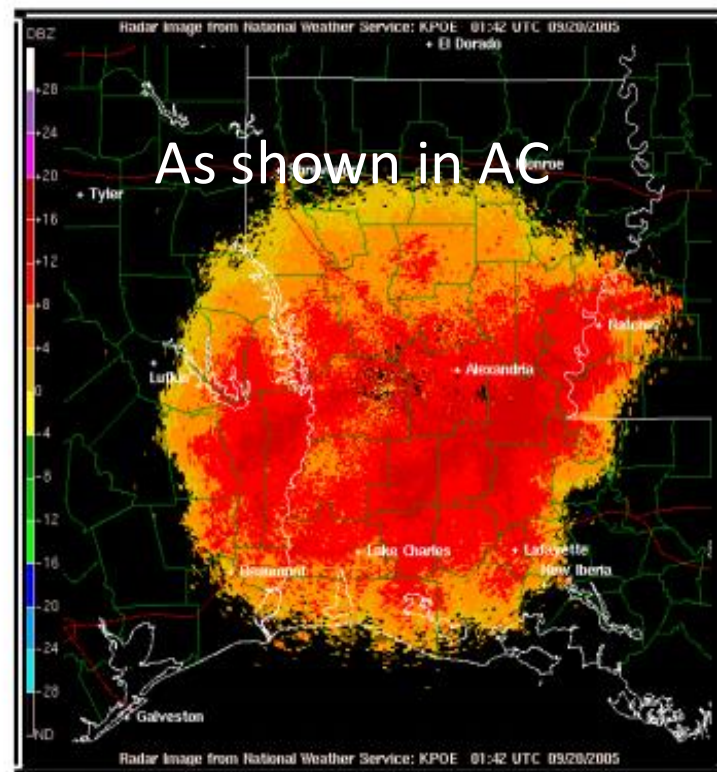 Radar Image from National Weather Service: KPOE 01:42 UTC 09/20/2005
DBZ
+ El Dorado
+28
As shown in AC
Monroe
+24
+20
+ Tyler
+16
+12
+8
+ Natchez
+4
Lufkin
+ Alexandria
0
-4
-8
-12
+ Lake Charles
+ Lafayette
-16
Beaumont
New Iberia
-20
-24
-28
+ Galveston
ND
Radar Image from National Weather Service: KPOE 01:42 UTC 09/20/2005